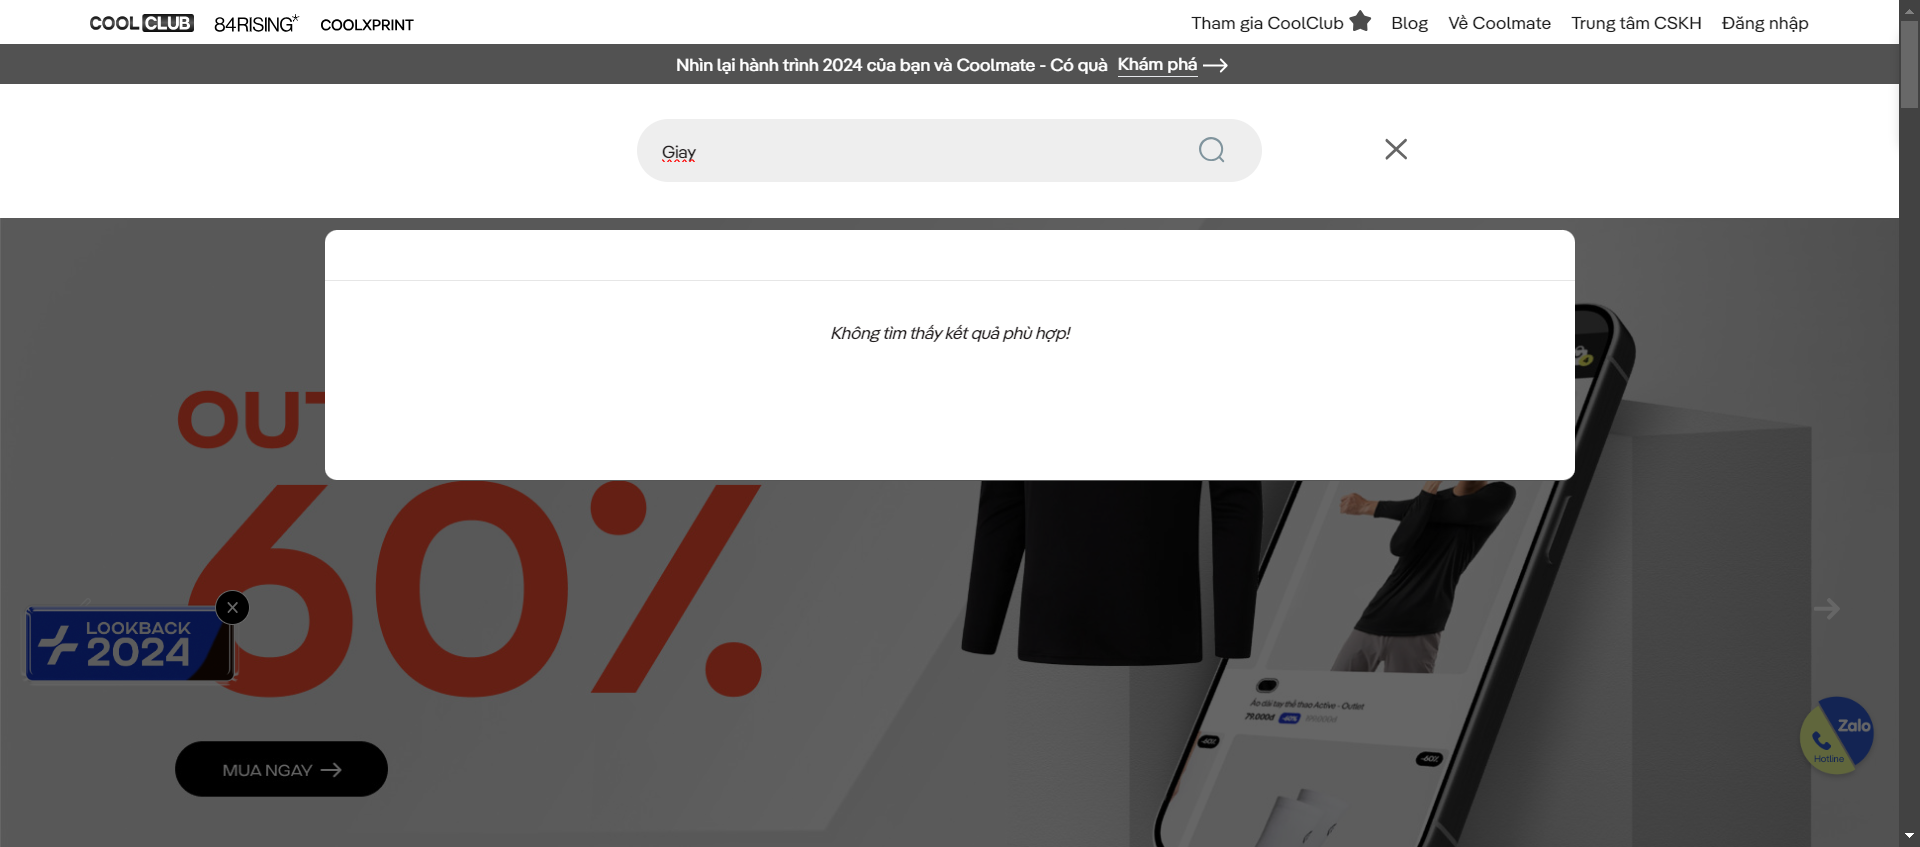 COOL CLUB 84RISING* COOLXPRINT Tham gia CoolClub Blog Về Coolmate Trung tâm CSKH Đăng nhập
Nhìn lại hành trình 2024 của bạn và Coolmate - Có quà Khám phá
Giay
Không tìm thấy kết quả phù hợp!
OUT
60%
LOOKBACK
2024
MUA NGAY
Áo dài tay thể thao Active - Outlet
79.000đ -60%
-60%
-60%
Zalo
Hotline